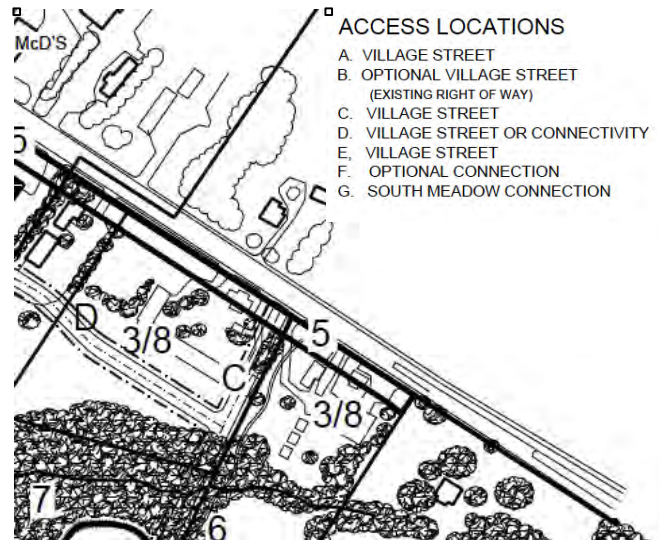 McD'S
ACCESS LOCATIONS
A. VILLAGE STREET
B. OPTIONAL VILLAGE STREET
(EXISTING RIGHT OF WAY)
C. VILLAGE STREET
D. VILLAGE STREET OR CONNECTIVITY
E, VILLAGE STREET
F. OPTIONAL CONNECTION
G. SOUTH MEADOW CONNECTION
5
D
3/8
5
C
3/8
7
6